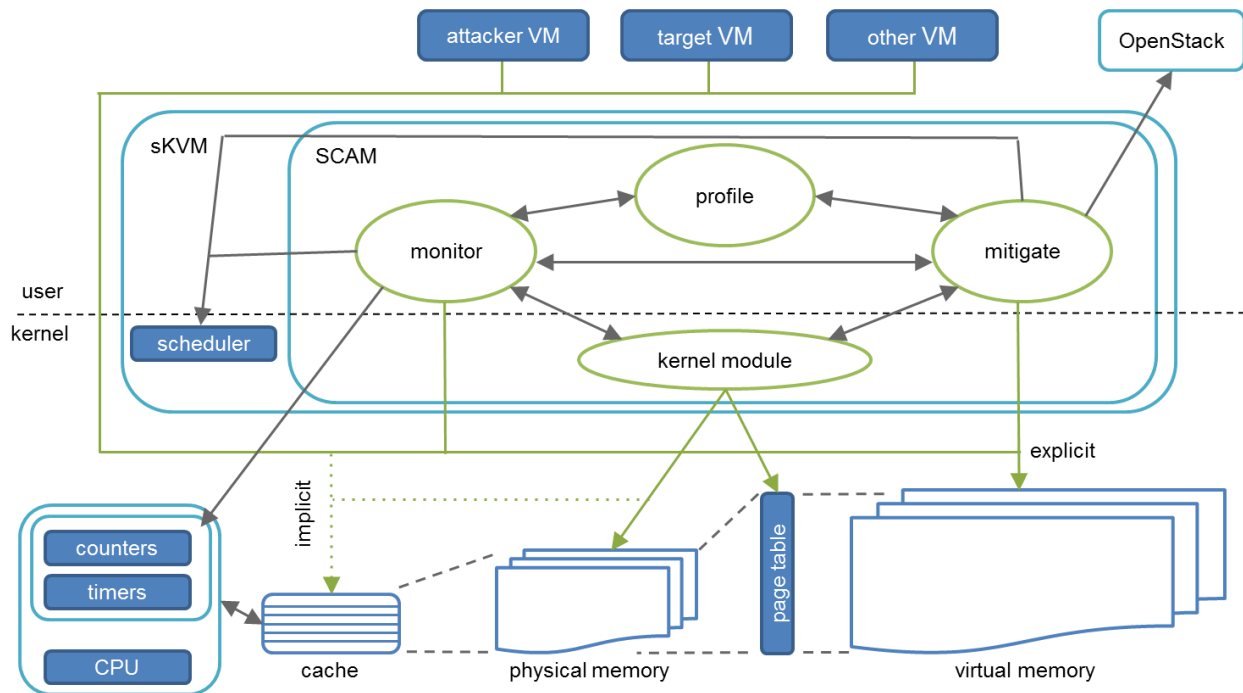 attacker VM
target VM
other VM
OpenStack
sKVM
SCAM
profile
monitor
mitigate
user
kernel
scheduler
kernel module
explicit
implicit
counters
timers
CPU
page table
cache
physical memory
virtual memory